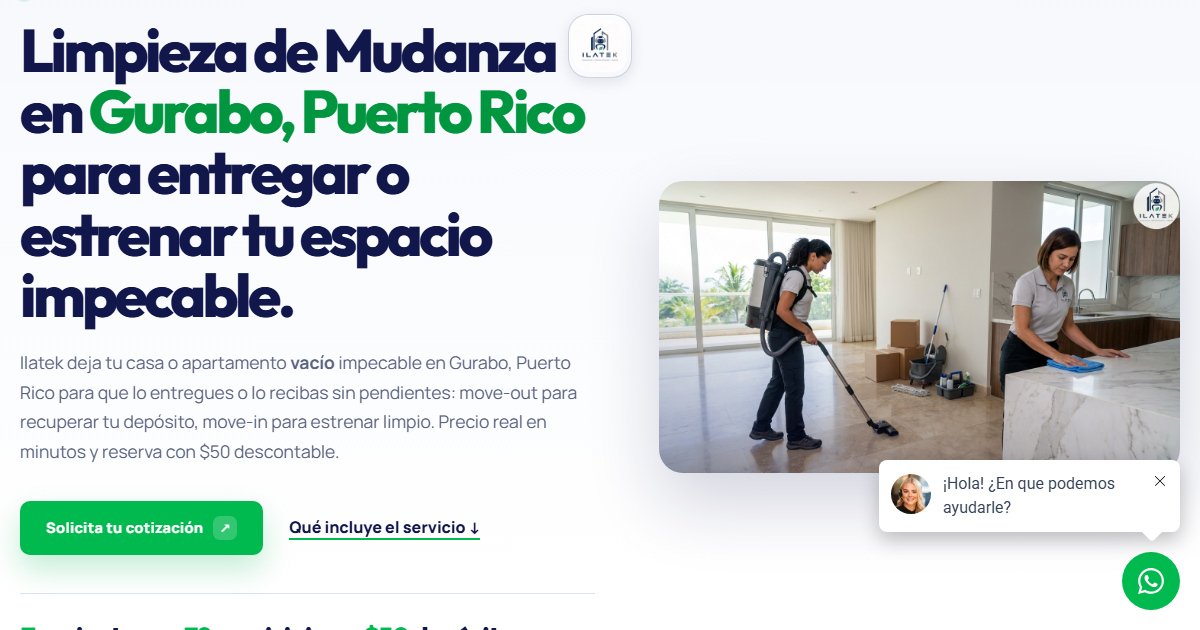 Limpieza de Mudanza
en Gurabo, Puerto Rico
para entregar o
estrenar tu espacio
impecable.
ILATEK
Ilatek deja tu casa o apartamento vacío impecable en Gurabo, Puerto
Rico para que lo entregues o lo recibas sin pendientes: move-out para
recuperar tu depósito, move-in para estrenar limpio. Precio real en
minutos y reserva con $50 descontable.
Solicita tu cotización ↗
Qué incluye el servicio ↓
ILATEK
¡Hola! ¿En que podemos
ayudarle?